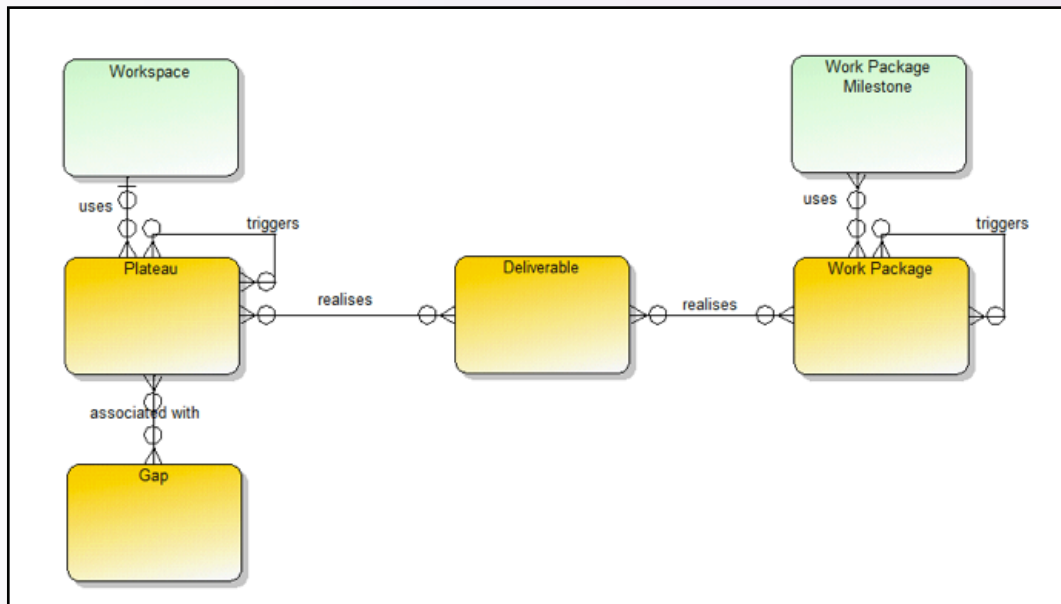 Workspace
Work Package
Milestone
uses
triggers
uses
triggers
Plateau
Deliverable
Work Package
realises
realises
associated with
Gap